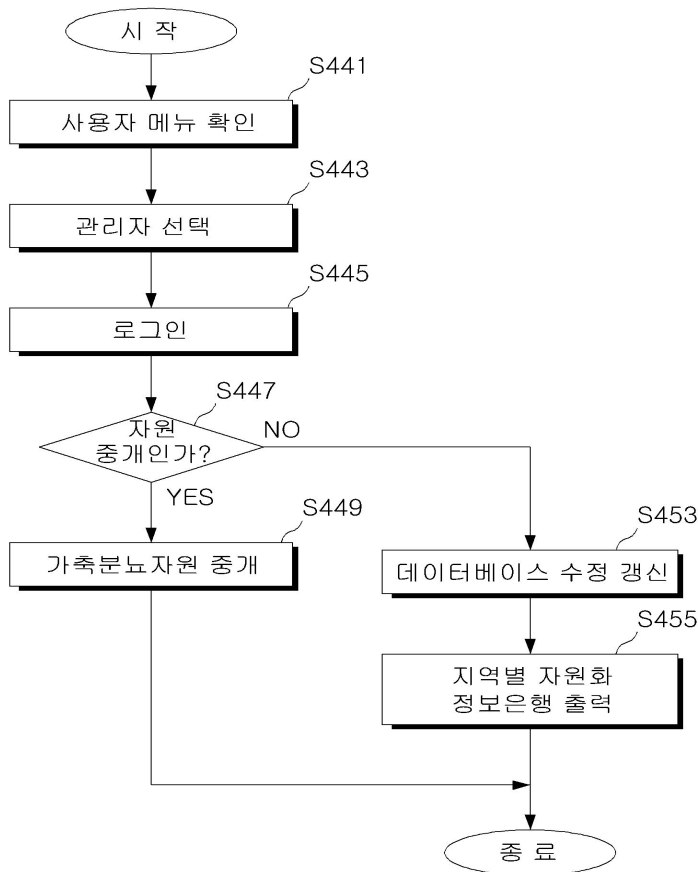 시 작
S441
사용자 메뉴 확인
S443
관리자 선택
S445
로그인
S447
자원
중개인가?
NO
YES
S449
가축분뇨자원 중개
S453
데이터베이스 수정 갱신
S455
지역별 자원화
정보은행 출력
종 료